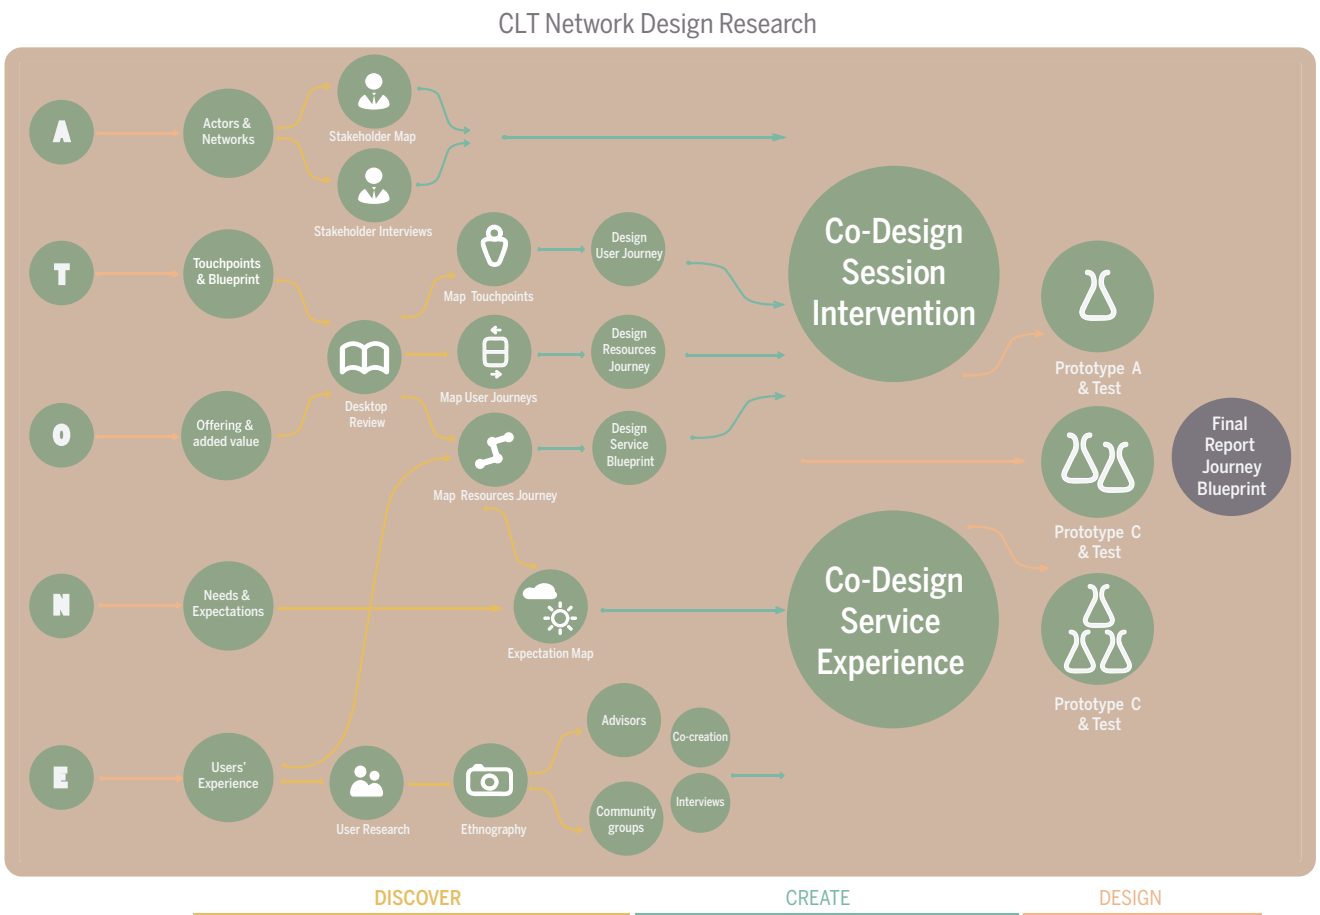 CLT Network Design Research
A
Actors &
Networks
Stakeholder Map
Stakeholder Interviews
T
Touchpoints
& Blueprint
Map Touchpoints
Design
User Journey
Desktop
Review
Map User Journeys
Design
Resources
Journey
O
Offering &
added value
Map Resources Journey
Design
Service
Blueprint
N
Needs &
Expectations
Expectation Map
E
Users'
Experience
User Research
Ethnography
Advisors
Co-creation
Community
groups
Interviews
Co-Design
Session
Intervention
Co-Design
Service
Experience
Prototype A
& Test
Prototype C
& Test
Prototype C
& Test
Final
Report
Journey
Blueprint
DISCOVER
CREATE
DESIGN